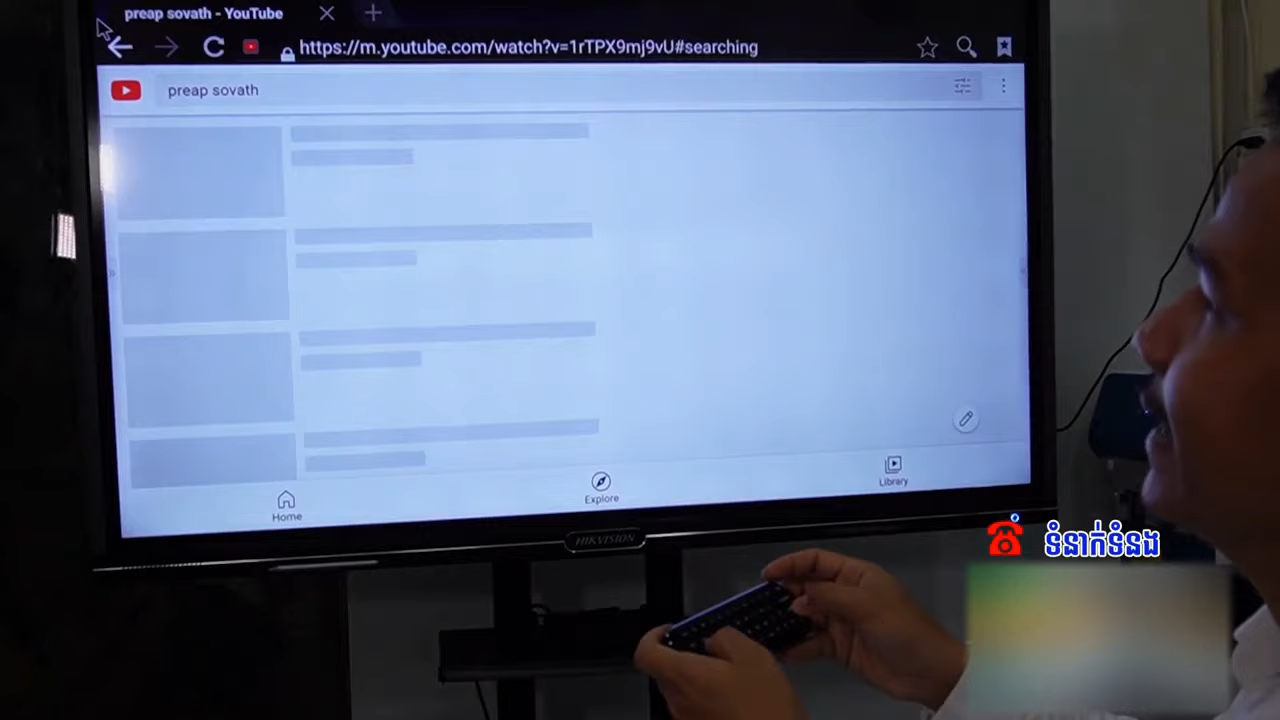 preap sovath - YouTube
https://m.youtube.com/watch?v=1rTPX9mj9vU#searching
preap sovath
Home
Explore
Library
HIKVISION
ទំនាក់ទំនង